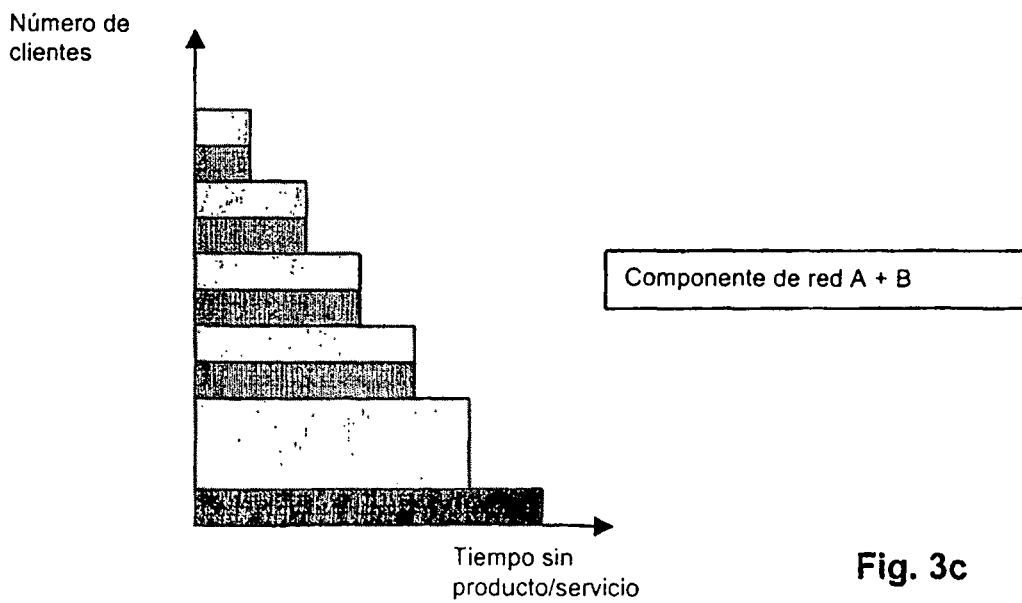 Número de
clientes
Componente de red A + B
Tiempo sin
producto/servicio
Fig. 3c